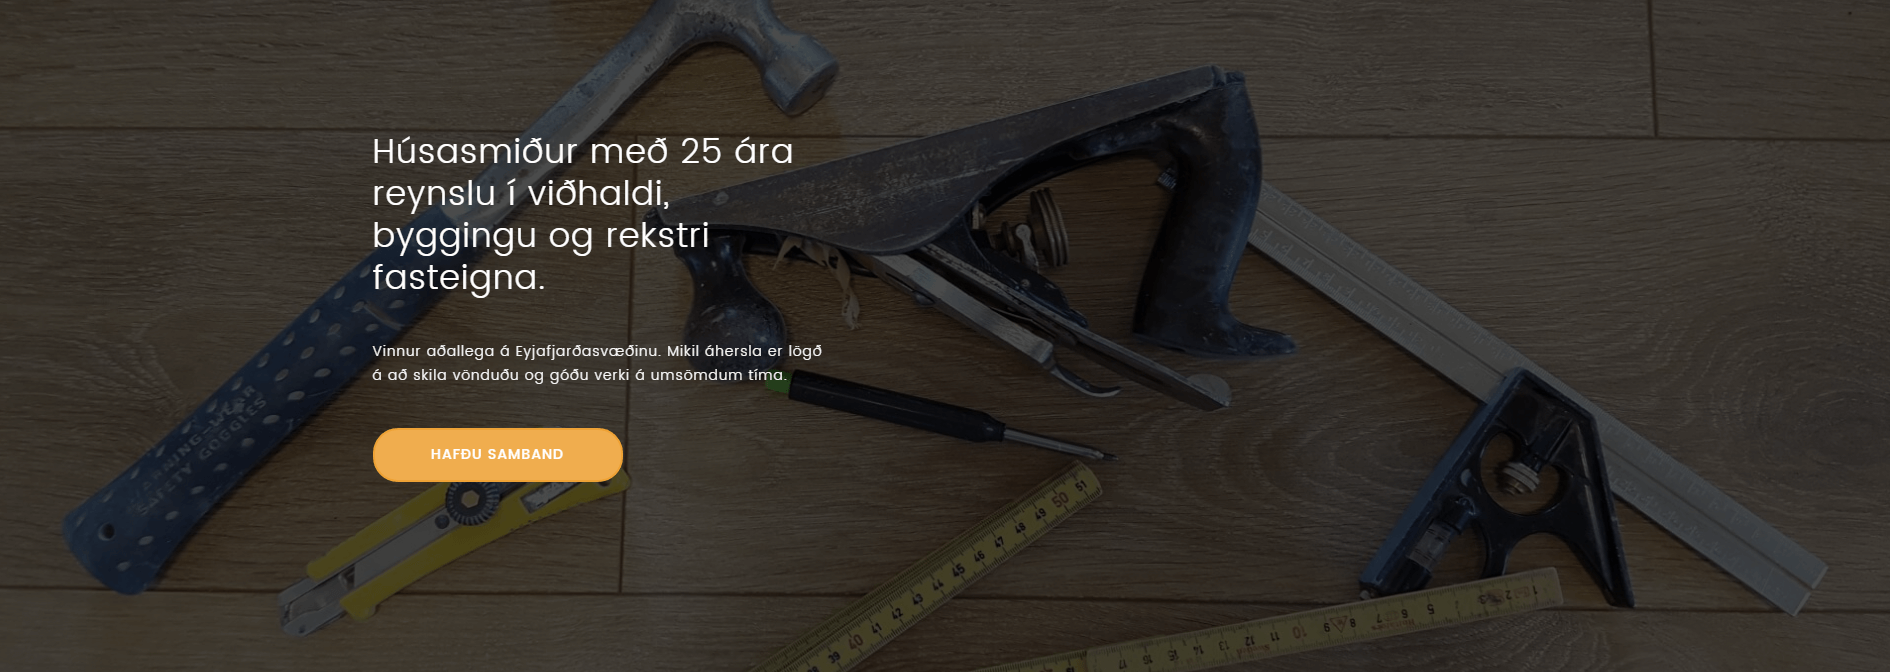 Húsasmiður með 25 ára
reynslu í viðhaldi,
byggingu og rekstri
fasteigna.
Vinnur aðallega á Eyjafjarðasvæðinu. Mikil áhersla er lögð
á að skila vönduðu og góðu verki á umsömdum tíma.
HAFÐU SAMBAND
WARNING-WEAR
SAFETY GOGGLES
39 40 41 42 43 44 45 46 47 48 49 50 51
1 2 3 5 6 7 8 9 10 11 12 13 14 15 16 17